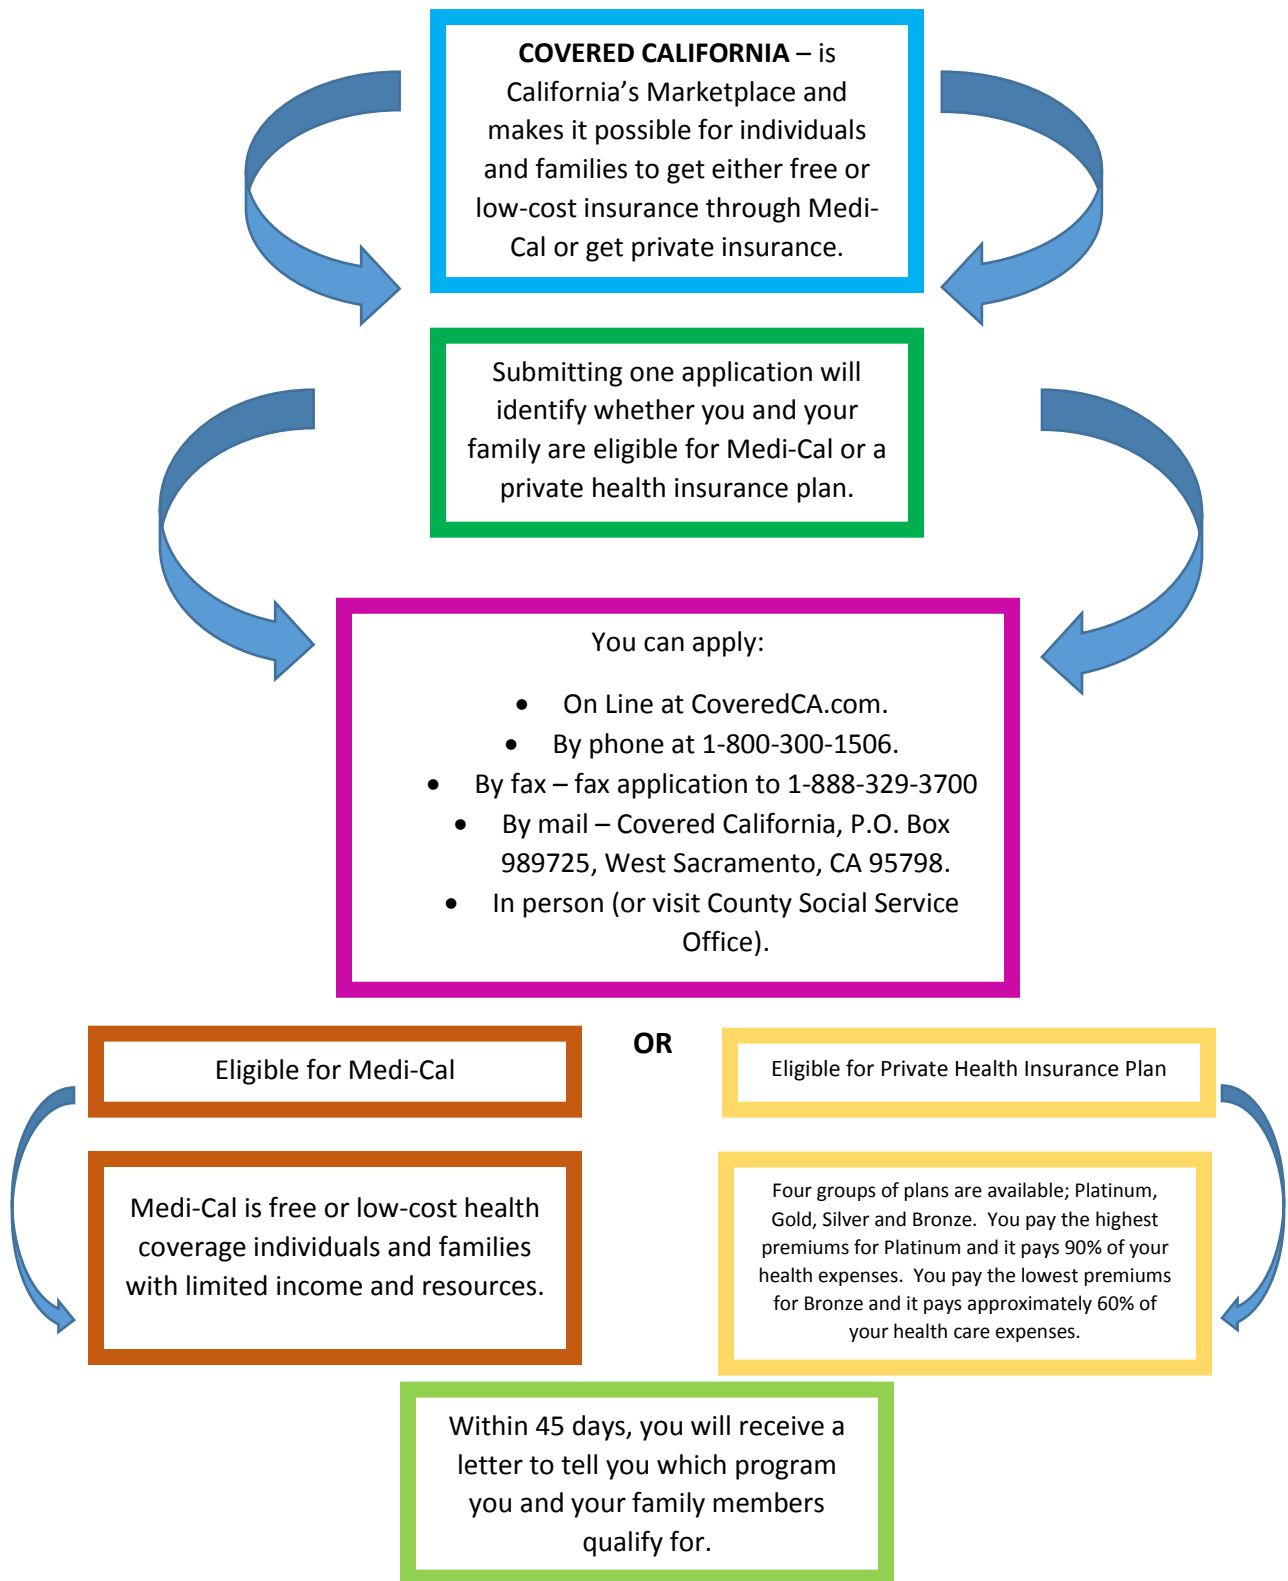 COVERED CALIFORNIA – is
California’s Marketplace and
makes it possible for individuals
and families to get either free or
low-cost insurance through Medi-
Cal or get private insurance.
Submitting one application will
identify whether you and your
family are eligible for Medi-Cal or a
private health insurance plan.
You can apply:
• On Line at CoveredCA.com.
• By phone at 1-800-300-1506.
• By fax – fax application to 1-888-329-3700
• By mail – Covered California, P.O. Box
989725, West Sacramento, CA 95798.
• In person (or visit County Social Service
Office).
OR
Eligible for Medi-Cal
Medi-Cal is free or low-cost health
coverage individuals and families
with limited income and resources.
Eligible for Private Health Insurance Plan
Four groups of plans are available; Platinum,
Gold, Silver and Bronze.  You pay the highest
premiums for Platinum and it pays 90% of your
health expenses.  You pay the lowest premiums
for Bronze and it pays approximately 60% of
your health care expenses.
Within 45 days, you will receive a
letter to tell you which program
you and your family members
qualify for.